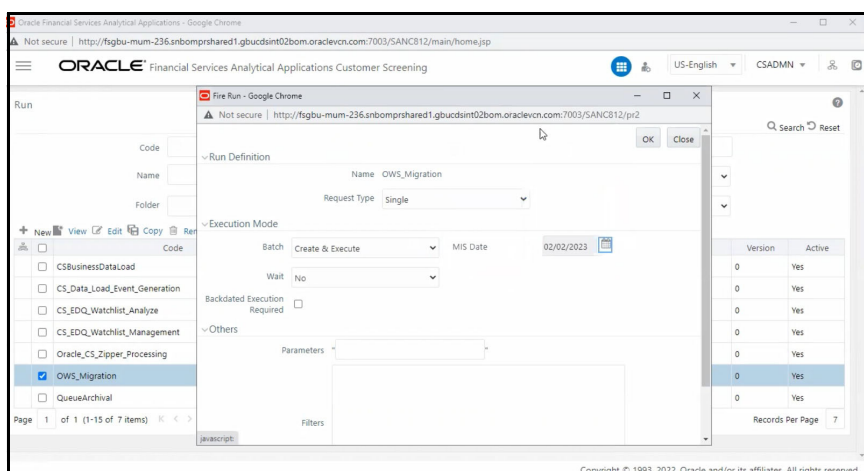 Oracle Financial Services Analytical Applications - Google Chrome
Not secure | http://fsgbu-mum-236.snbomprshared1.gbucdsint02bom.oraclevcn.com:7003/SANC812/main/home.jsp
ORACLE Financial Services Analytical Applications Customer Screening
US-English
CSADMN
Fire Run - Google Chrome
Not secure | http://fsgbu-mum-236.snbomprshared1.gbucdsint02bom.oraclevcn.com:7003/SANC812/pr2
OK Close
Run
Search Reset
Code
Name
Folder
Run Definition
Name OWS_Migration
Request Type Single
Execution Mode
Batch Create & Execute MIS Date 02/02/2023
Wait No
Backdated Execution
Required
Others
Parameters " "
Filters
New View Edit Copy Rer
Code Version Active
CSBusinessDataLoad 0 Yes
CS_Data_Load_Event_Generation 0 Yes
CS_EDQ_Watchlist_Analyze 0 Yes
CS_EDQ_Watchlist_Management 0 Yes
Oracle_CS_Zipper_Processing 0 Yes
OWS_Migration 0 Yes
QueueArchival 0 Yes
Page 1 of 1 (1-15 of 7 items) Records Per Page 7
javascript:
Copyright © 1993, 2022, Oracle and/or its affiliates. All rights reserved